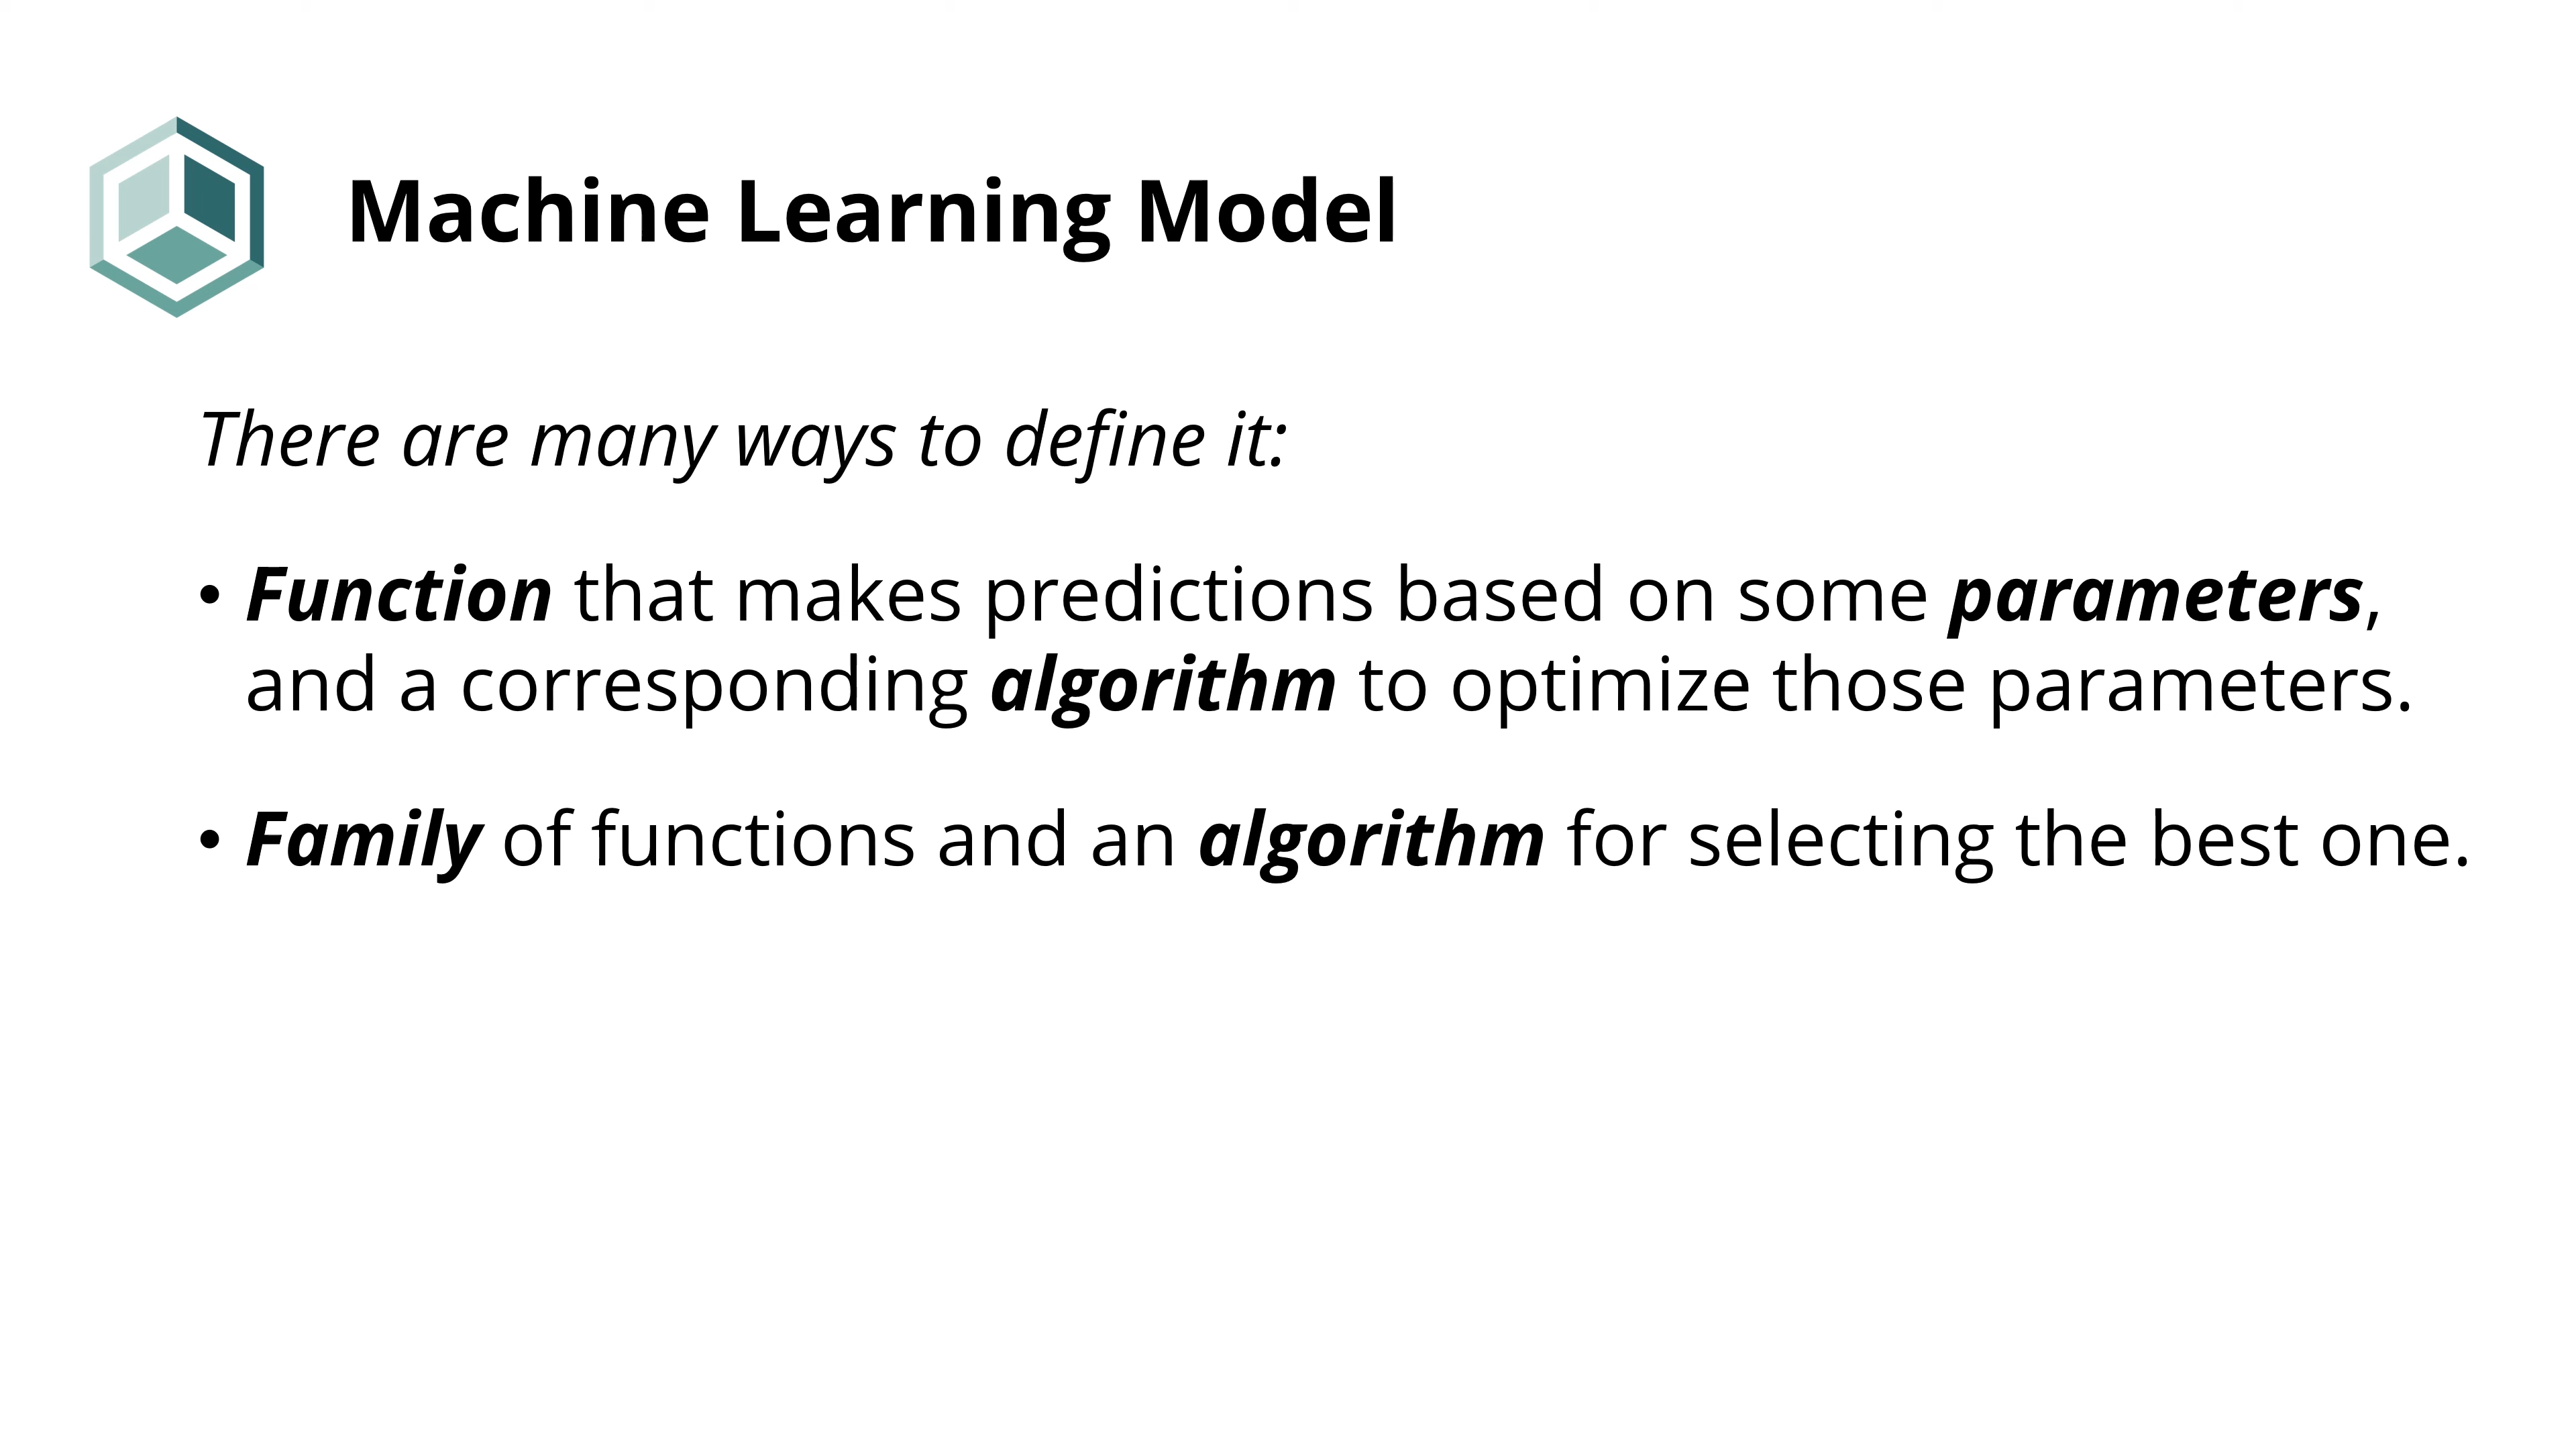 Machine Learning Model
There are many ways to define it:
• Function that makes predictions based on some parameters,
and a corresponding algorithm to optimize those parameters.
• Family of functions and an algorithm for selecting the best one.